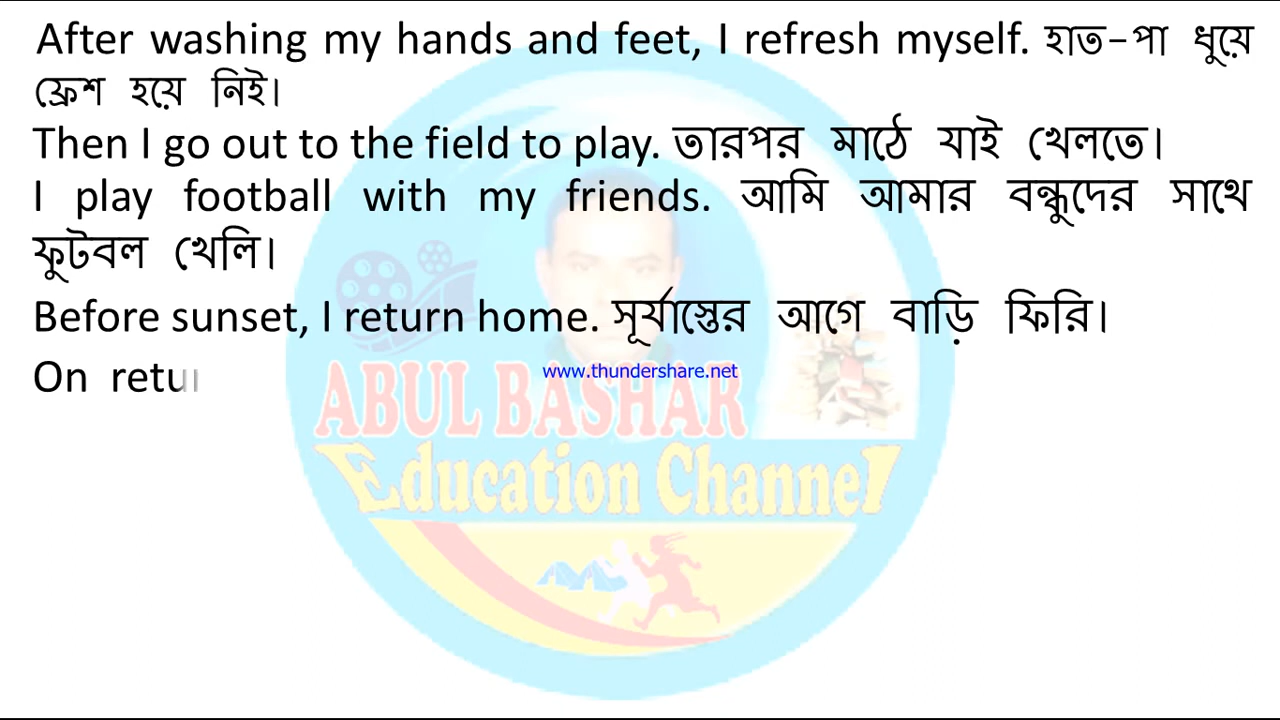 After washing my hands and feet, I refresh myself. হাত-পা ধুয়ে
ফ্রেশ হয়ে নিই।
Then I go out to the field to play. তারপর মাঠে যাই খেলতে।
I play football with my friends. আমি আমার বন্ধুদের সাথে
ফুটবল খেলি।
Before sunset, I return home. সূর্যাস্তের আগে বাড়ি ফিরি।
www.thundershare.net
On
ABUL BASHAR
Education Channel